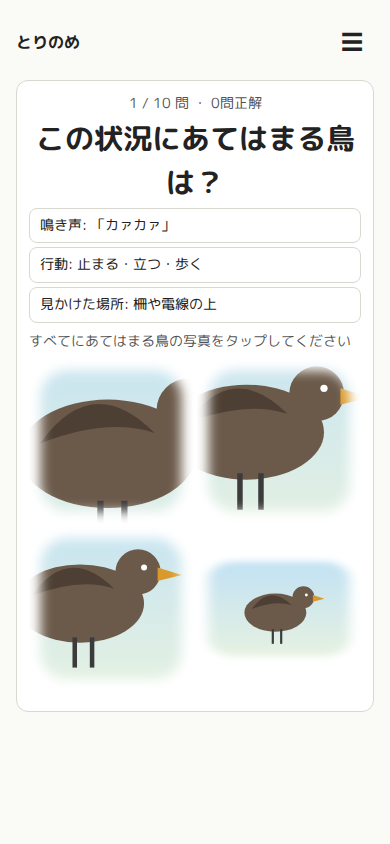 とりのめ
1 / 10 問 · 0問正解
この状況にあてはまる鳥
は？
鳴き声: 「カァカァ」
行動: 止まる · 立つ · 歩く
見かけた場所: 柵や電線の上
すべてにあてはまる鳥の写真をタップしてください